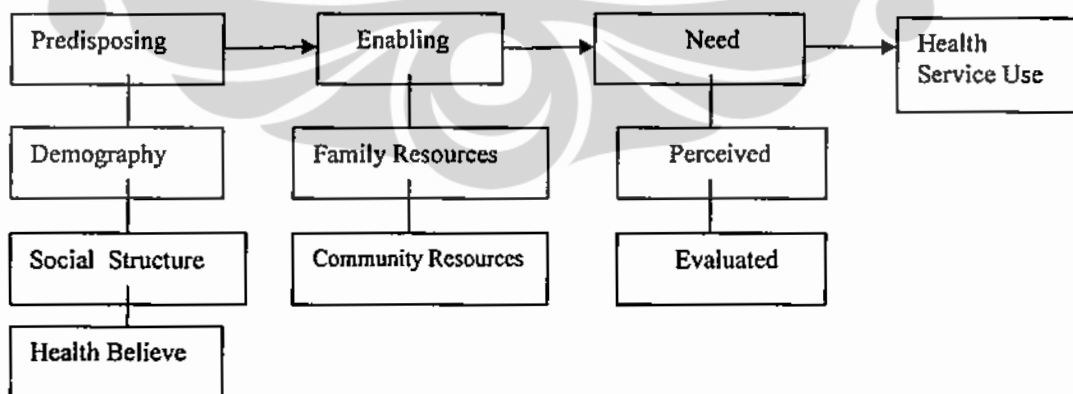 Predisposing
Enabling
Need
Health
Service Use
Demography
Family Resources
Perceived
Social Structure
Community Resources
Evaluated
Health Believe